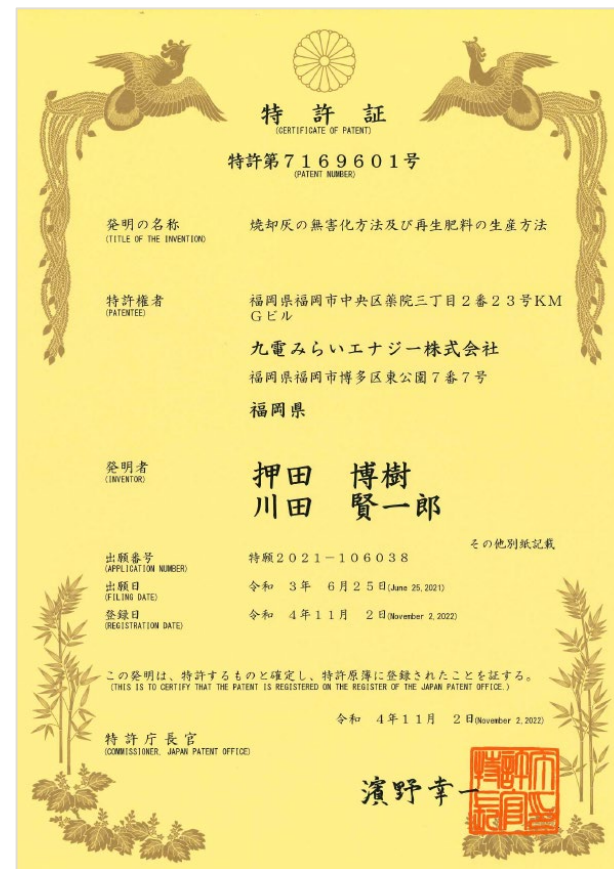 特許証
(CERTIFICATE OF PATENT)
特許第7169601号
(PATENT NUMBER)
発明の名称
(TITLE OF THE INVENTION)
焼却灰の無害化方法及び再生肥料の生産方法
特許権者
(PATENTEE)
福岡県福岡市中央区薬院三丁目2番23号KM
Gビル
九電みらいエナジー株式会社
福岡県福岡市博多区東公園7番7号
福岡県
発明者
(INVENTOR)
押田 博樹
川田 賢一郎
その他別紙記載
出願番号
(APPLICATION NUMBER)
特願2021-106038
出願日
(FILING DATE)
令和 3年 6月25日(June 25,2021)
登録日
(REGISTRATION DATE)
令和 4年11月 2日(November 2,2022)
この発明は、特許するものと確定し、特許原簿に登録されたことを証する。
(THIS IS TO CERTIFY THAT THE PATENT IS REGISTERED ON THE REGISTER OF THE JAPAN PATENT OFFICE.)
令和 4年11月 2日(November 2,2022)
特許庁長官
(COMMISSIONER, JAPAN PATENT OFFICE)
濱野幸一